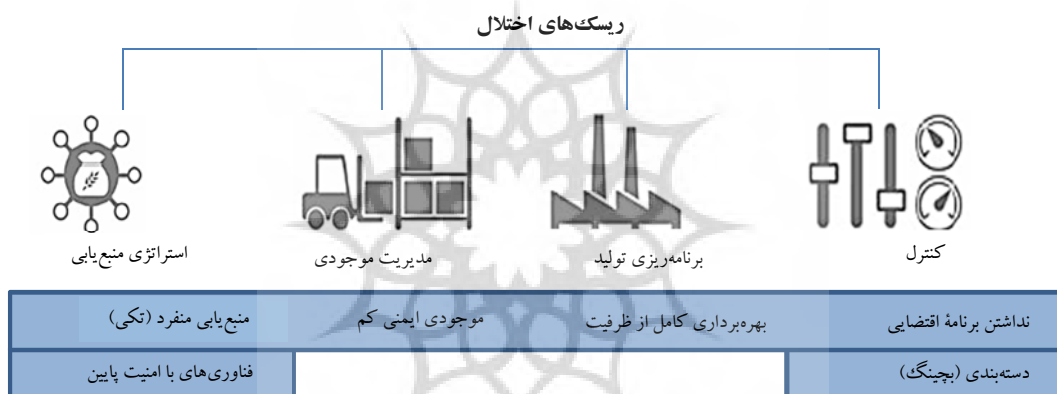 ریسک‌های اختلال
کنترل
برنامه‌ریزی تولید
مدیریت موجودی
استراتژی منبع‌یابی
نداشتن برنامهٔ اقتضایی
بهره‌برداری کامل از ظرفیت
موجودی ایمنی کم
منبع‌یابی منفرد (تکی)
دسته‌بندی (بچینگ)
فناوری‌های با امنیت پایین